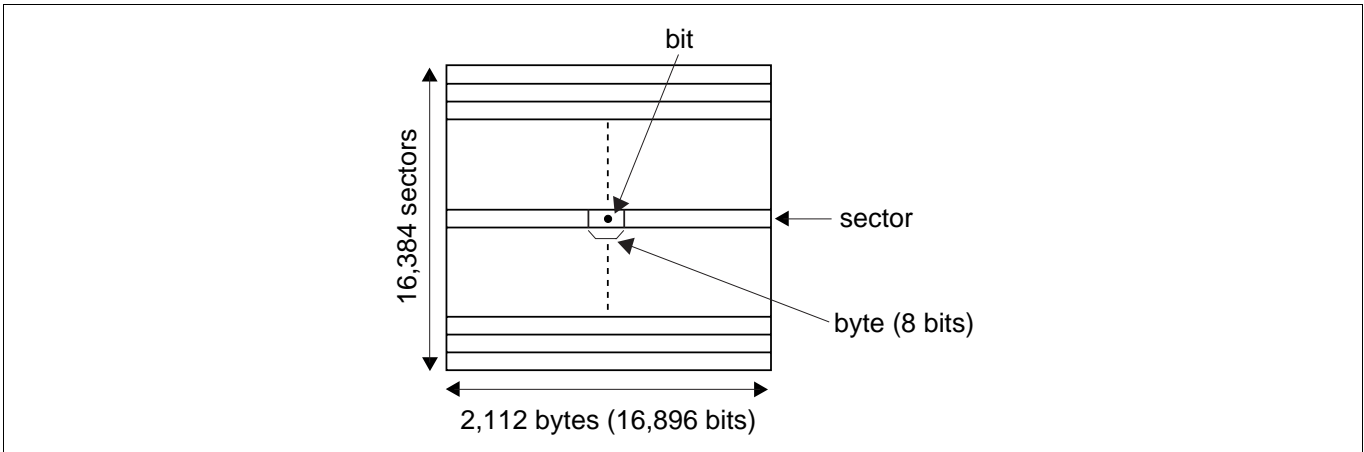 bit
16,384 sectors
sector
byte (8 bits)
2,112 bytes (16,896 bits)